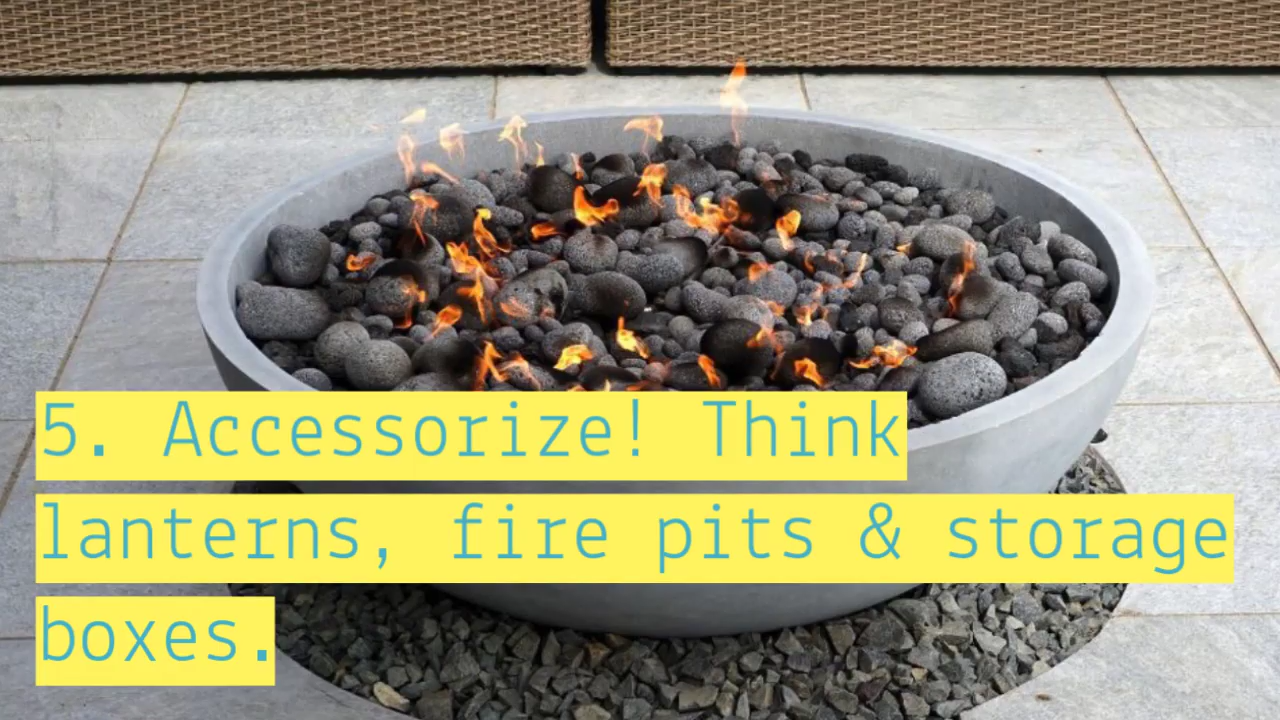 5. Accessorize! Think
lanterns, fire pits & storage
boxes.